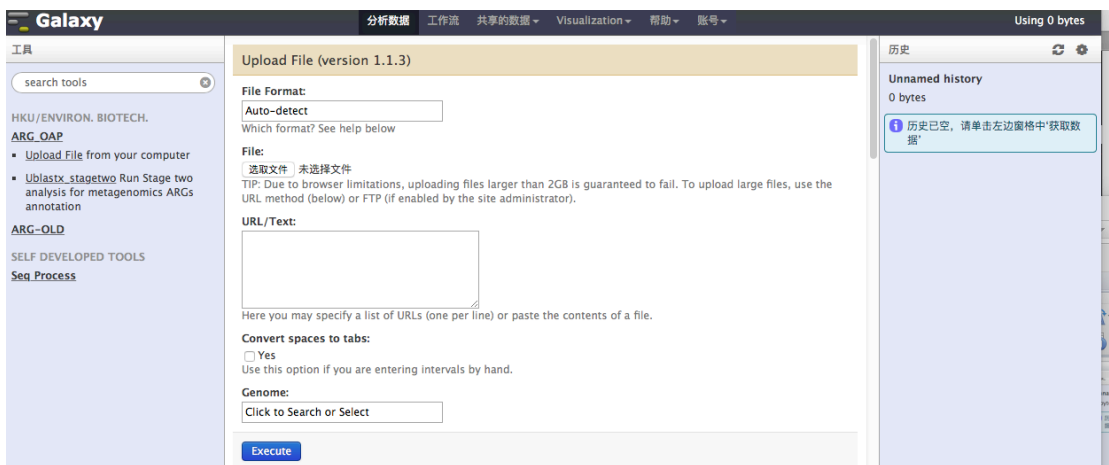 Galaxy
分析数据 工作流 共享的数据 Visualization 帮助 账号
Using 0 bytes
工具
search tools
HKU/ENVIRON. BIOTECH.
ARG_OAP
Upload File from your computer
Ublastx_stagetwo Run Stage two
analysis for metagenomics ARGs
annotation
ARG-OLD
SELF DEVELOPED TOOLS
Seq Process
Upload File (version 1.1.3)
File Format:
Auto-detect
Which format? See help below
File:
选取文件 未选择文件
TIP: Due to browser limitations, uploading files larger than 2GB is guaranteed to fail. To upload large files, use the
URL method (below) or FTP (if enabled by the site administrator).
URL/Text:
Here you may specify a list of URLs (one per line) or paste the contents of a file.
Convert spaces to tabs:
Yes
Use this option if you are entering intervals by hand.
Genome:
Click to Search or Select
Execute
历史
Unnamed history
0 bytes
历史已空，请单击左边窗格中‘获取数
据’